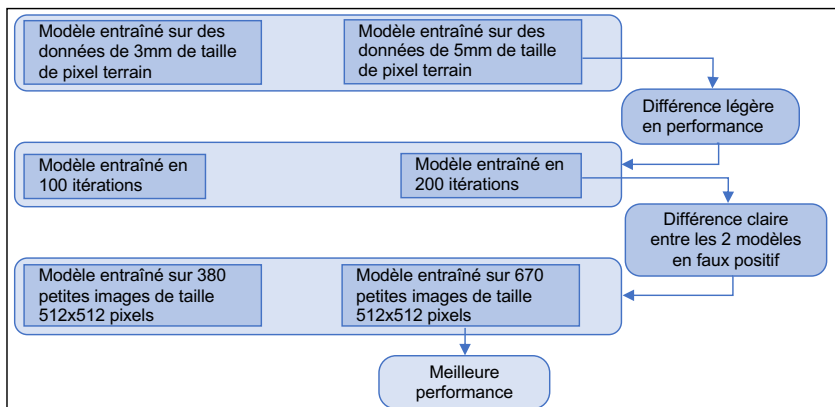 Modèle entraîné sur des
données de 3mm de taille
de pixel terrain
Modèle entraîné sur des
données de 5mm de taille
de pixel terrain
Différence légère
en performance
Modèle entraîné en
100 itérations
Modèle entraîné en
200 itérations
Différence claire
entre les 2 modèles
en faux positif
Modèle entraîné sur 380
petites images de taille
512x512 pixels
Modèle entraîné sur 670
petites images de taille
512x512 pixels
Meilleure
performance